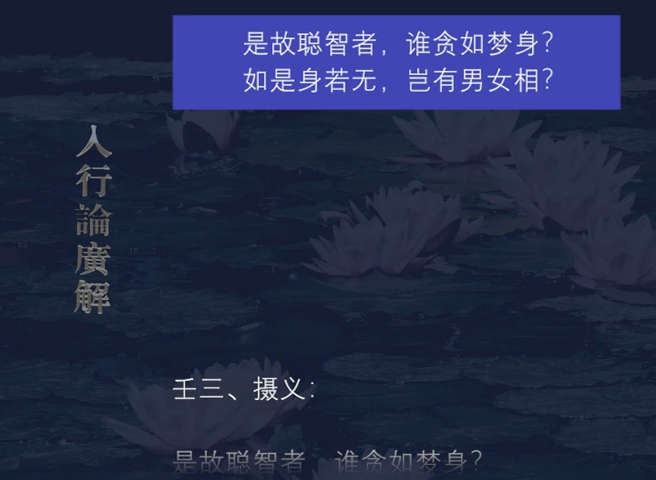 是故聪智者，谁贪如梦身？
如是身若无，岂有男女相？
入行論廣解
壬三、摄义：
是故聪智者，谁贪如梦身？